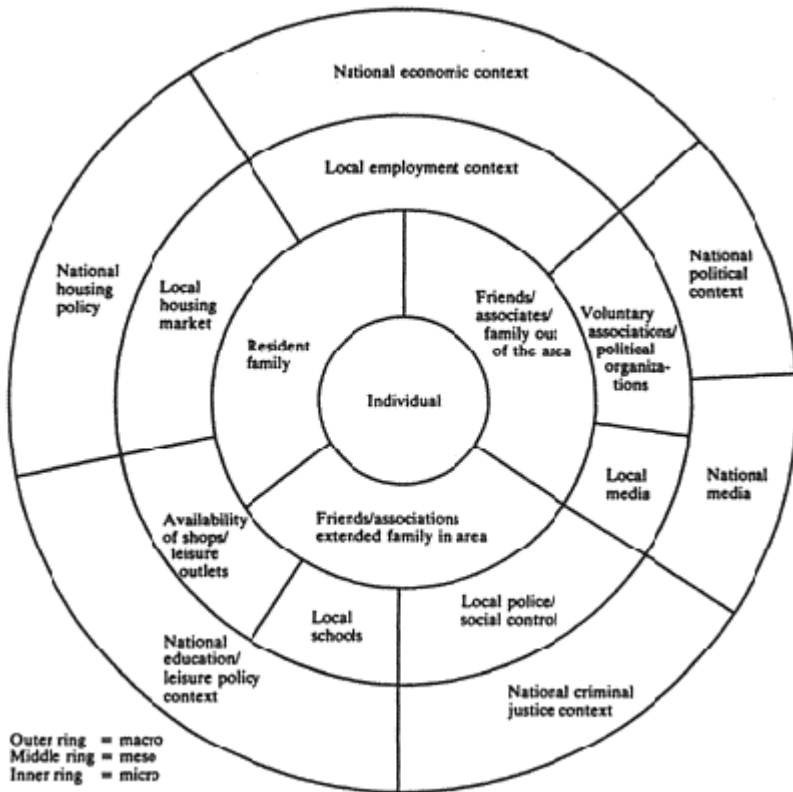 National economic context
Local employment context
National
housing
policy
Local
housing
market
National
political
context
Friends/
associates/
family out
of the area
Voluntary
associations/
political
organiza-
tions
Resident
family
Individual
Local
media
National
media
Availability
of shops/
leisure
outlets
Friends/associations
extended family in area
Local
schools
Local police/
social control
National
education/
leisure policy
context
National criminal
justice context
Outer ring = macro
Middle ring = meso
Inner ring = micro